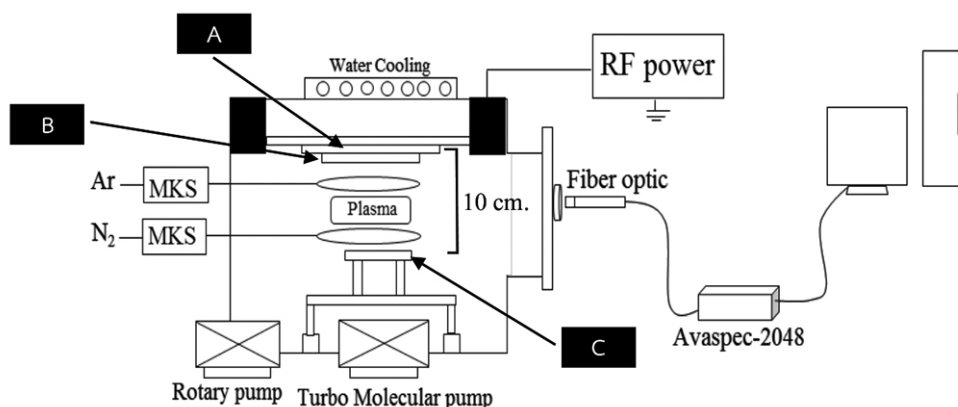 A
Water Cooling
RF power
B
Ar
MKS
Plasma
10 cm.
Fiber optic
N₂
MKS
C
Avaspec-2048
Rotary pump
Turbo Molecular pump